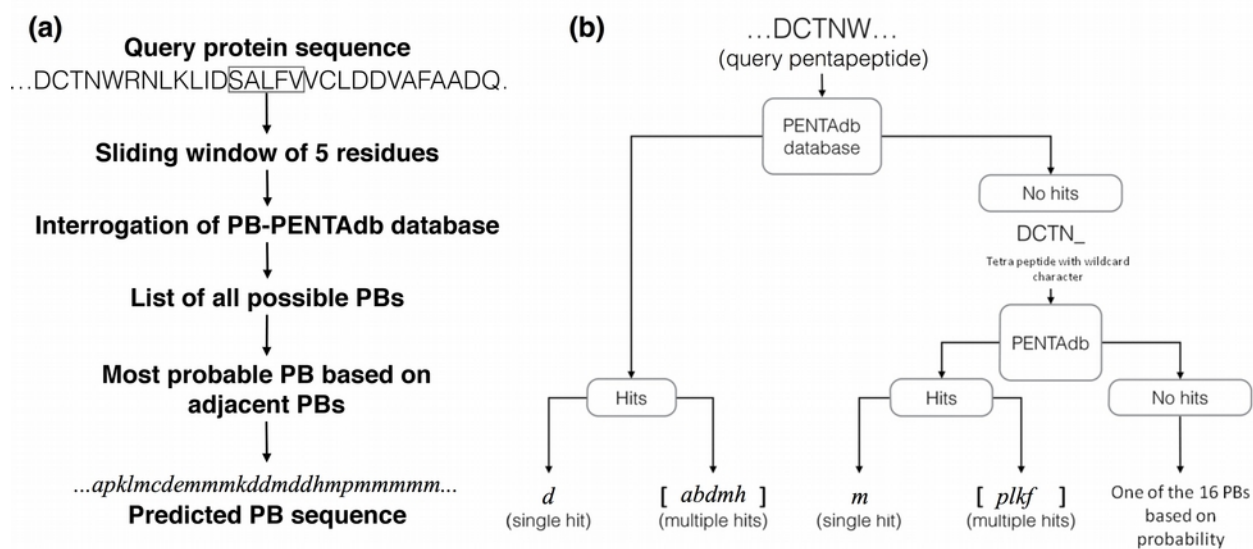 (a)
Query protein sequence
...DCTNWRNLKLIDSALFVVCLDDVAFAADQ.
Sliding window of 5 residues
Interrogation of PB-PENTAdb database
List of all possible PBs
Most probable PB based on
adjacent PBs
...apklmcdemmmkddmddhmpmmmmm...
Predicted PB sequence
(b)
...DCTNW...
(query pentapeptide)
PENTAdb
database
No hits
DCTN_
Tetra peptide with wildcard
character
PENTAdb
Hits
Hits
No hits
d
(single hit)
[ abdmh ]
(multiple hits)
m
(single hit)
[ plkf ]
(multiple hits)
One of the 16 PBs
based on
probability